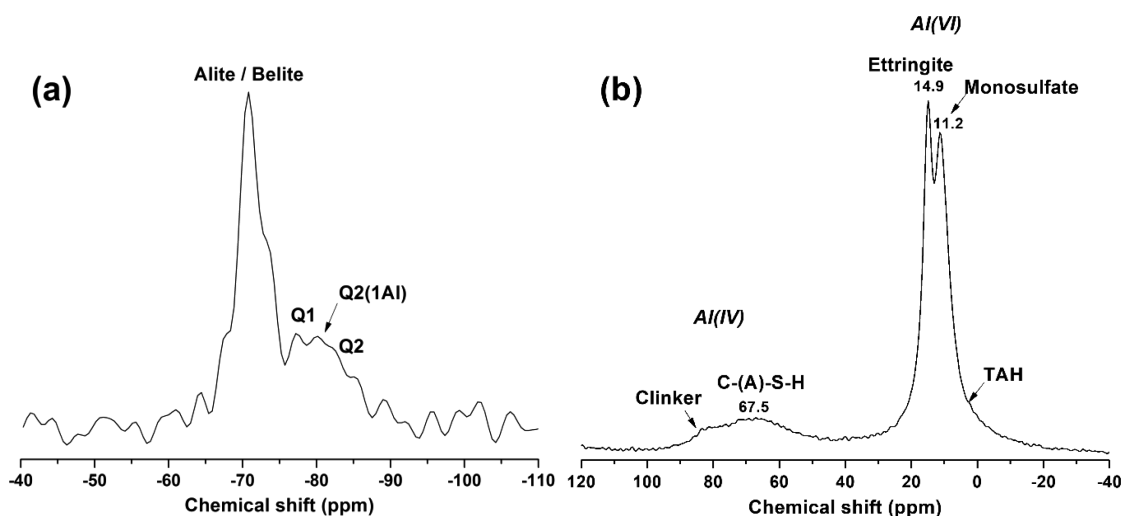 (a)
Alite / Belite
Q1
Q2(1Al)
Q2
-40 -50 -60 -70 -80 -90 -100 -110
Chemical shift (ppm)
(b)
Al(VI)
Ettringite
14.9
Monosulfate
11.2
Al(IV)
C-(A)-S-H
Clinker
67.5
TAH
120 100 80 60 40 20 0 -20 -40
Chemical shift (ppm)